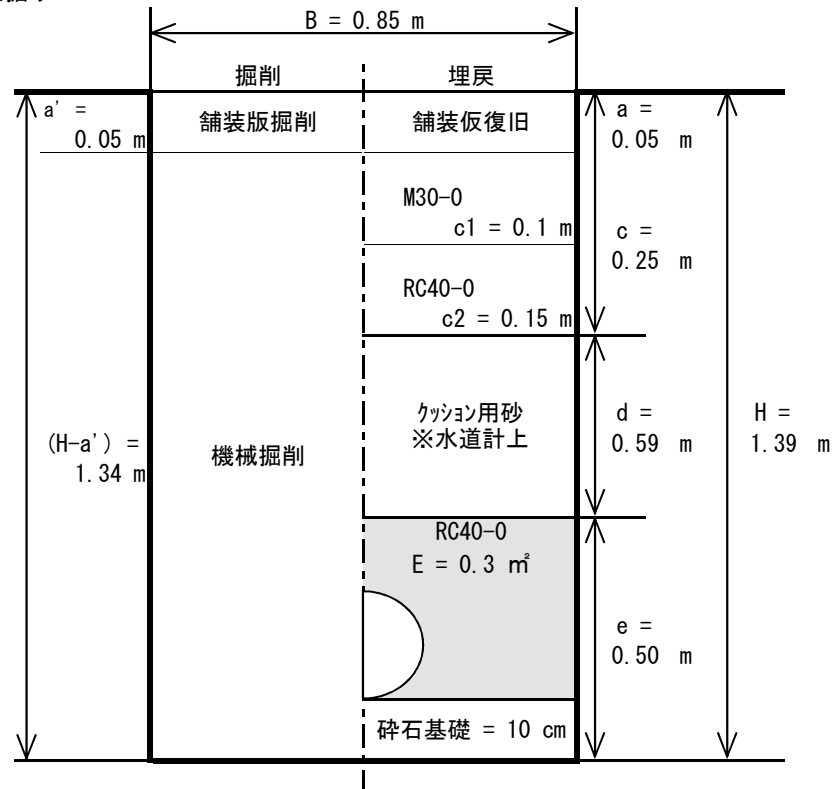 B = 0.85 m
掘削
埋戻
a' =
0.05 m
舗装版掘削
舗装仮復旧
a =
0.05 m
M30-0
c1 = 0.1 m
c =
0.25 m
RC40-0
c2 = 0.15 m
(H-a') =
1.34 m
機械掘削
ｸｯｼｮﾝ用砂
※水道計上
d =
0.59 m
H =
1.39 m
RC40-0
E = 0.3 ㎡
e =
0.50 m
砕石基礎 = 10 cm